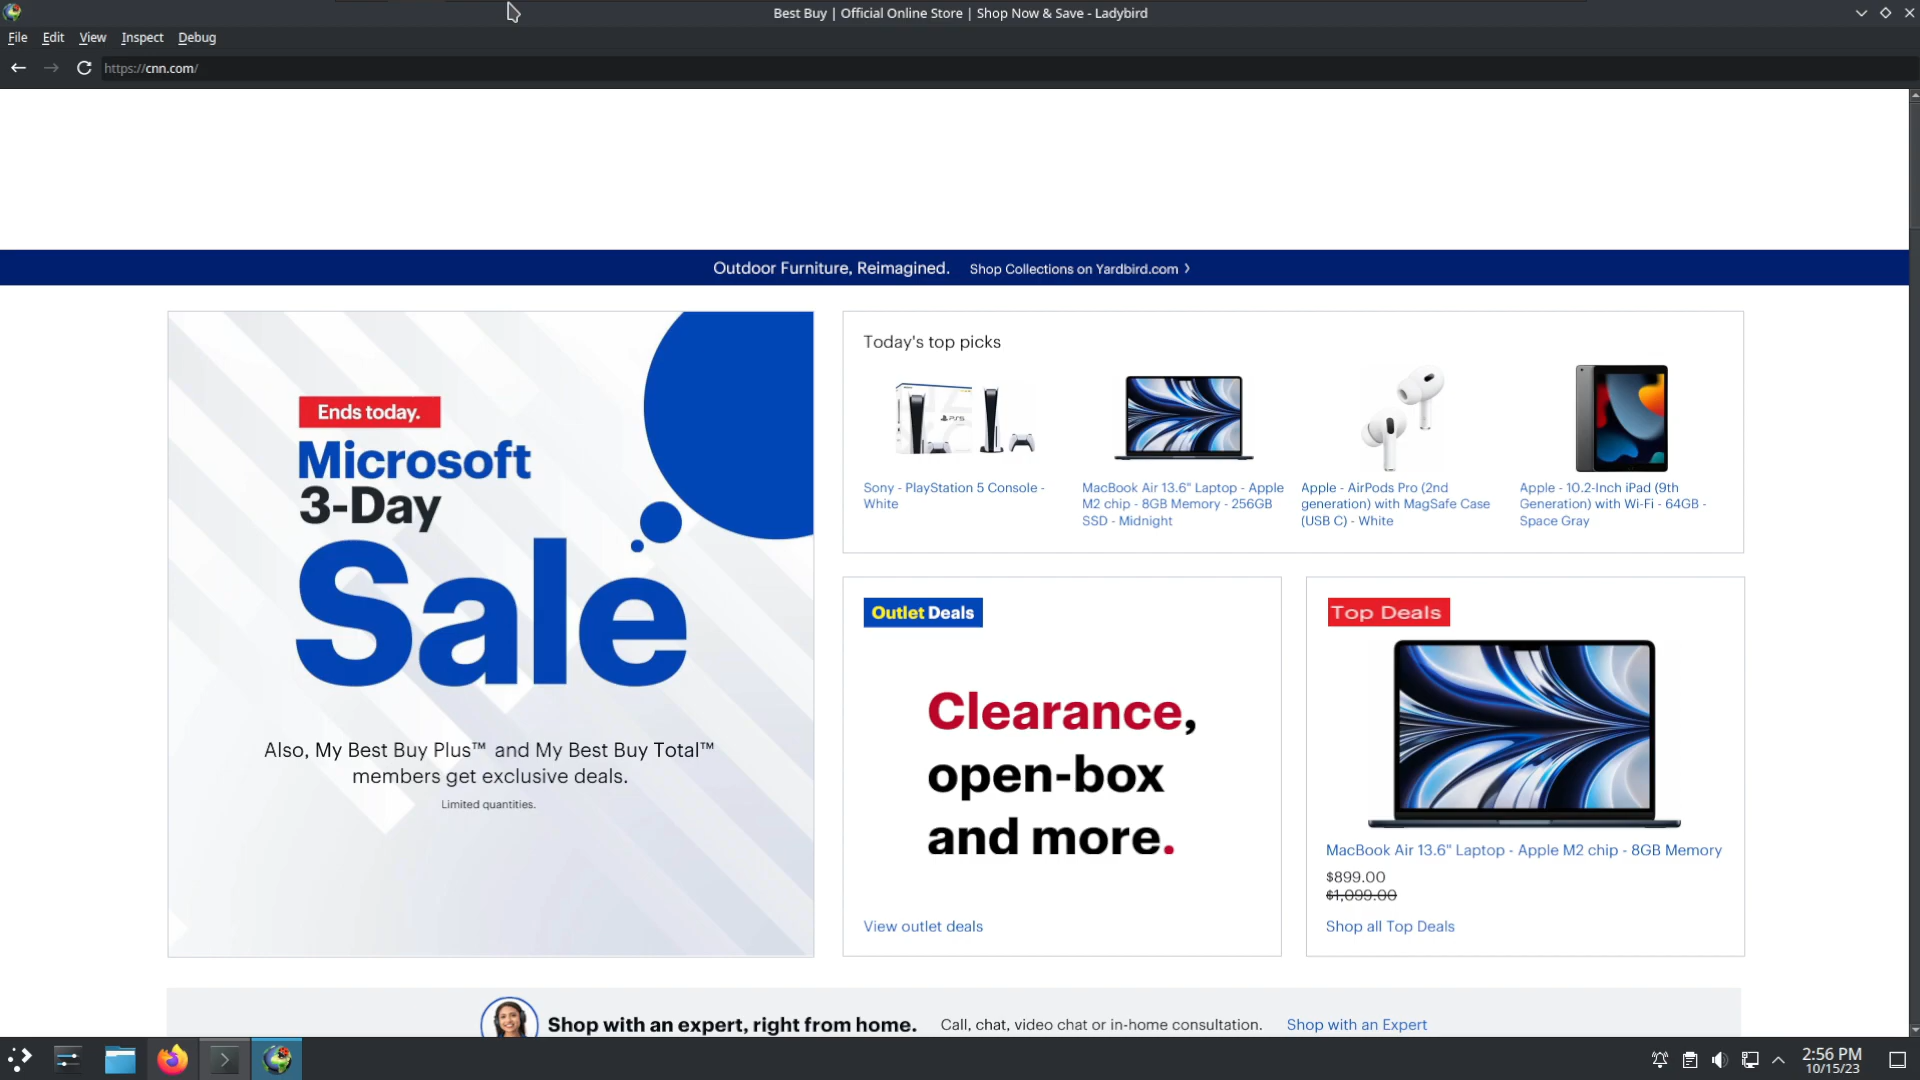 Best Buy | Official Online Store | Shop Now & Save - Ladybird
File Edit View Inspect Debug
https://cnn.com/
Outdoor Furniture, Reimagined. Shop Collections on Yardbird.com
Ends today.
Microsoft
3-Day
Sale
Also, My Best Buy Plus™ and My Best Buy Total™
members get exclusive deals.
Limited quantities.
Today's top picks
PS5
Sony - PlayStation 5 Console -
White
MacBook Air 13.6" Laptop - Apple
M2 chip - 8GB Memory - 256GB
SSD - Midnight
Apple - AirPods Pro (2nd
generation) with MagSafe Case
(USB C) - White
Apple - 10.2-Inch iPad (9th
Generation) with Wi-Fi - 64GB -
Space Gray
Outlet Deals
Clearance,
open-box
and more.
View outlet deals
Top Deals
MacBook Air 13.6" Laptop - Apple M2 chip - 8GB Memory
$899.00
$1,099.00
Shop all Top Deals
Shop with an expert, right from home. Call, chat, video chat or in-home consultation. Shop with an Expert
2:56 PM
10/15/23